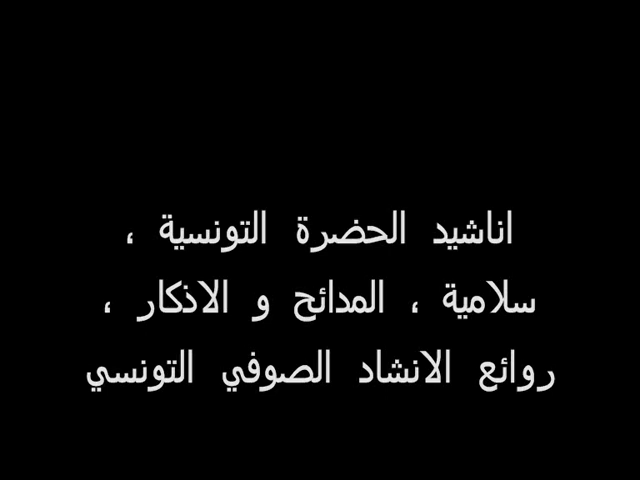 اناشيد الحضرة التونسية ،
سلامية ، المدائح و الاذكار ،
روائع الانشاد الصوفي التونسي